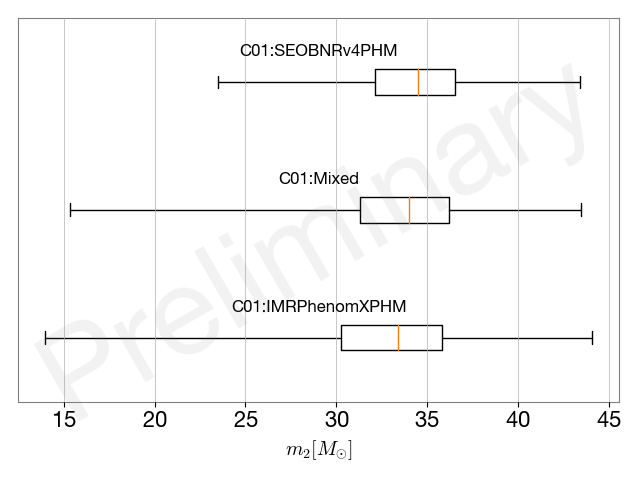 C01:SEOBNRv4PHM
C01:Mixed
C01:IMRPhenomXPHM
Preliminary
15 20 25 30 35 40 45
m₂[M☉]